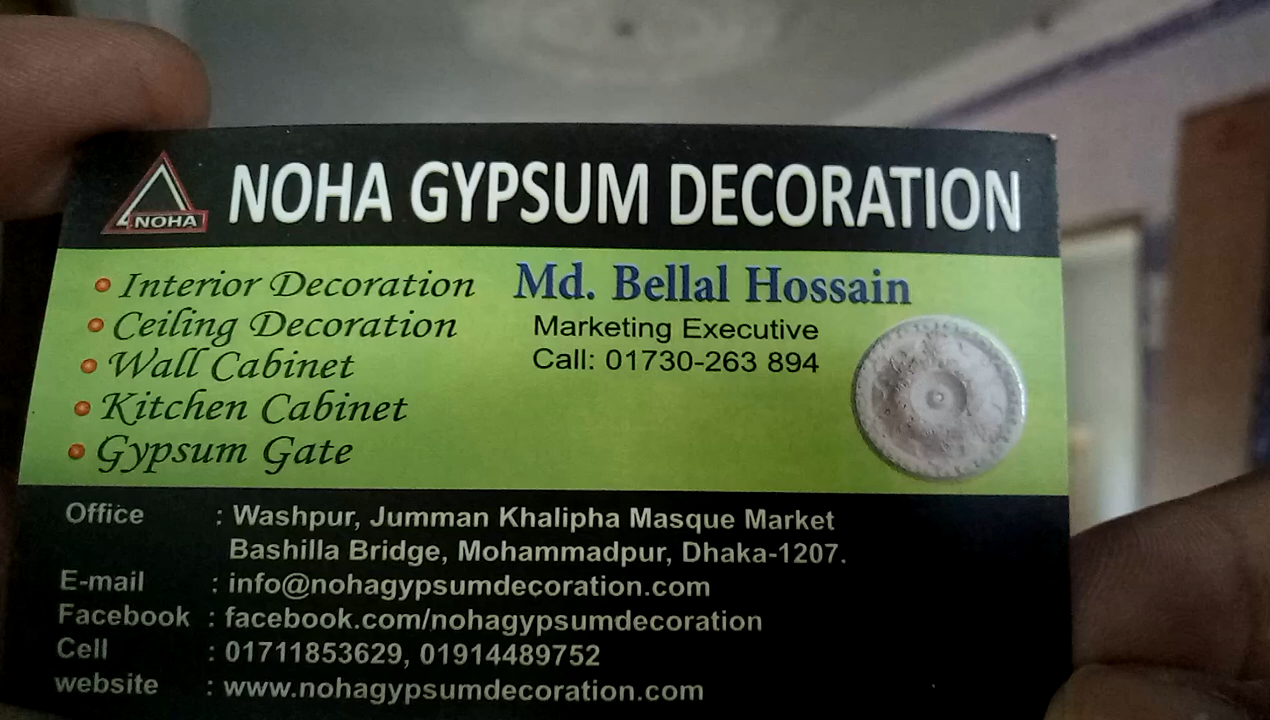 NOHA
NOHA GYPSUM DECORATION
Interior Decoration
Ceiling Decoration
Wall Cabinet
Kitchen Cabinet
Gypsum Gate
Md. Bellal Hossain
Marketing Executive
Call: 01730-263 894
Office : Washpur, Jumman Khalipha Masque Market
Bashilla Bridge, Mohammadpur, Dhaka-1207.
E-mail : info@nohagypsumdecoration.com
Facebook : facebook.com/nohagypsumdecoration
Cell : 01711853629, 01914489752
website : www.nohagypsumdecoration.com